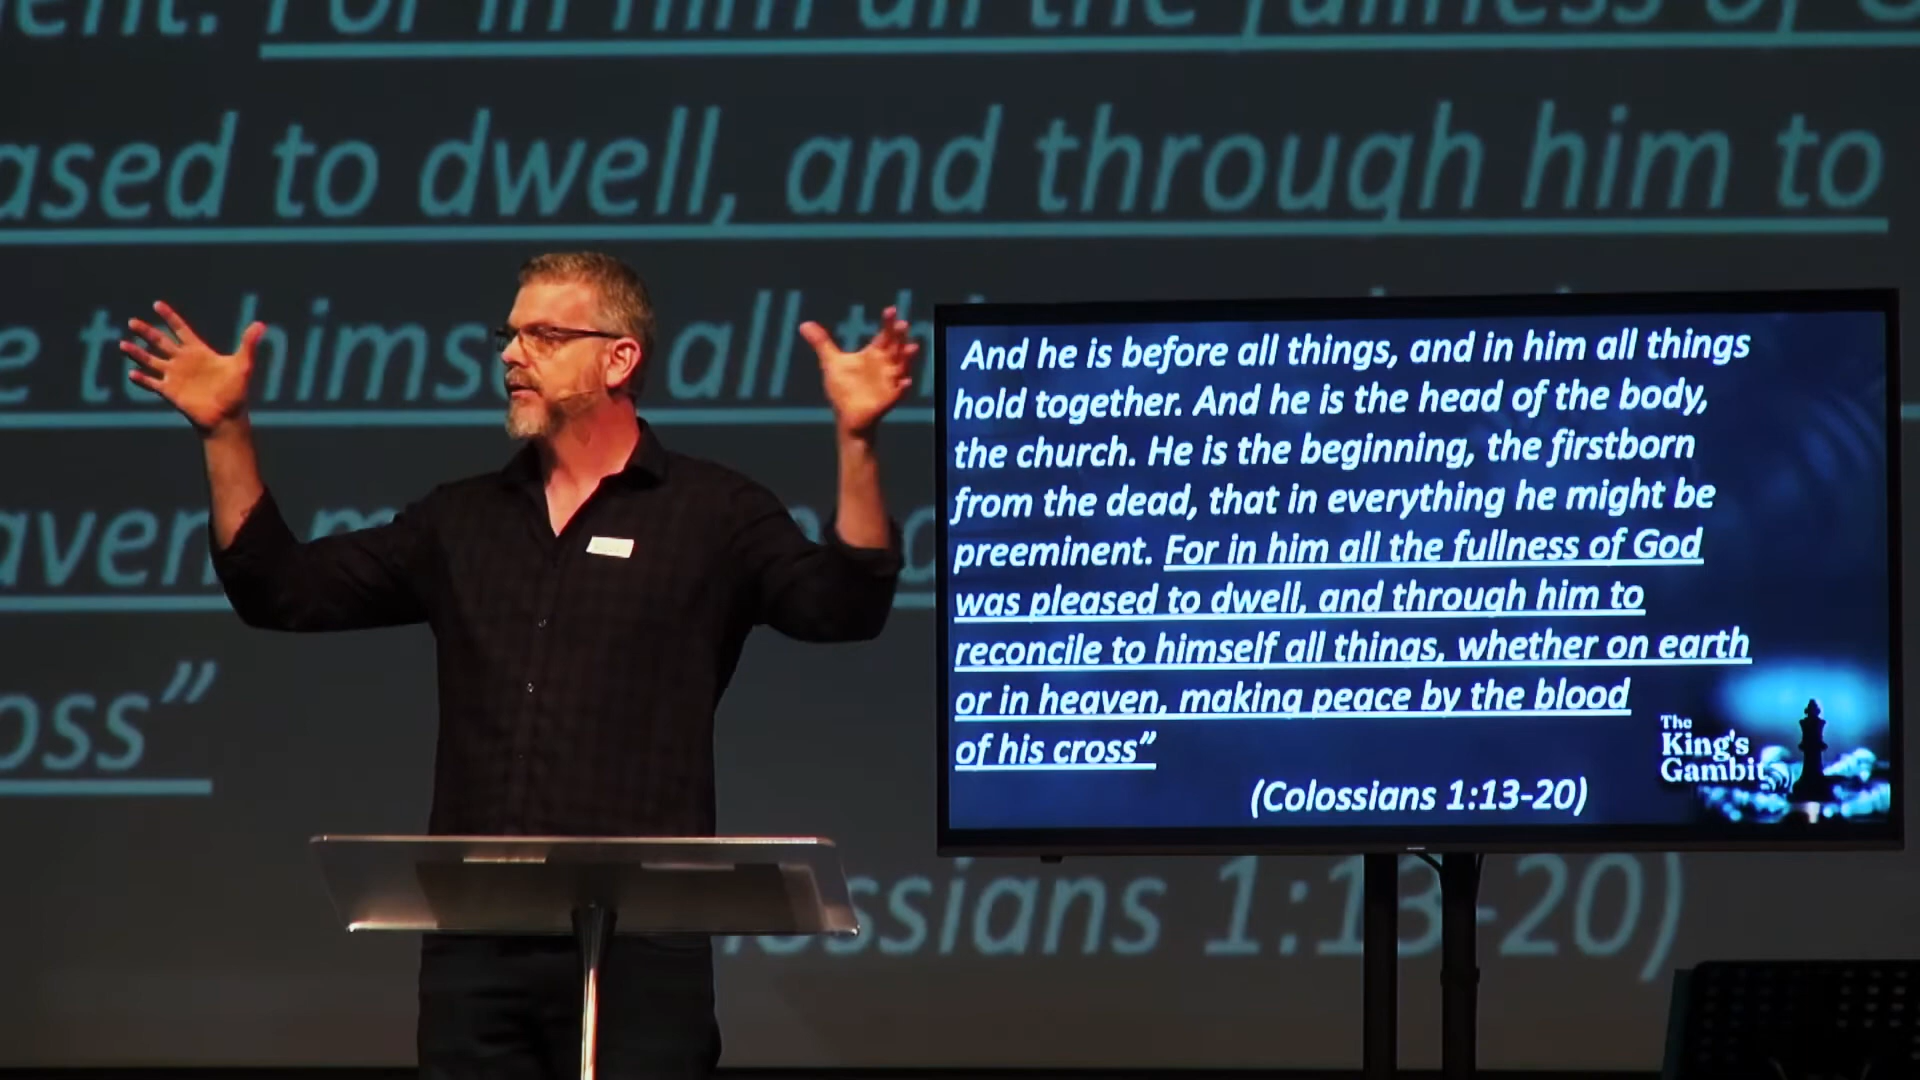 ent. For in him all the fullness of G
ased to dwell, and through him to
e to himse all th
aven m
oss”
ossians 1:13-20)
And he is before all things, and in him all things
hold together. And he is the head of the body,
the church. He is the beginning, the firstborn
from the dead, that in everything he might be
preeminent. For in him all the fullness of God
was pleased to dwell, and through him to
reconcile to himself all things, whether on earth
or in heaven, making peace by the blood
of his cross”
(Colossians 1:13-20)
The
King's
Gambit